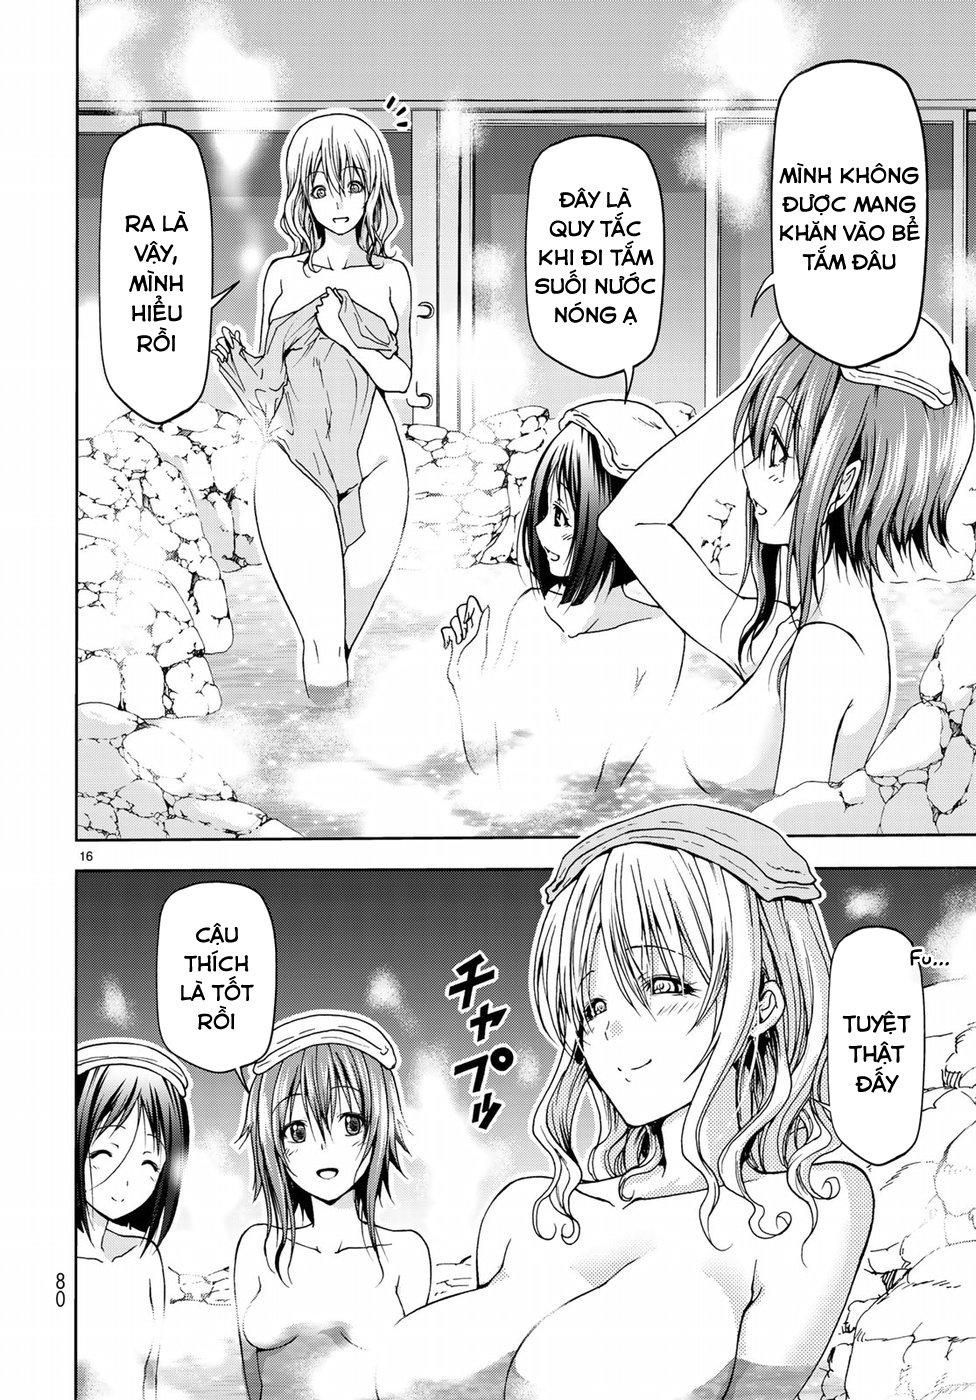 MÌNH KHÔNG
ĐƯỢC MANG
KHĂN VÀO BỂ
TẮM ĐÂU
ĐÂY LÀ
QUY TẮC
KHI ĐI TẮM
SUỐI NƯỚC
NÓNG Ạ
RA LÀ
VẬY,
MÌNH
HIỂU
RỒI
16
FU...
TUYỆT
THẬT
ĐẤY
チャプッ
CẬU
THÍCH
LÀ TỐT
RỒI
80